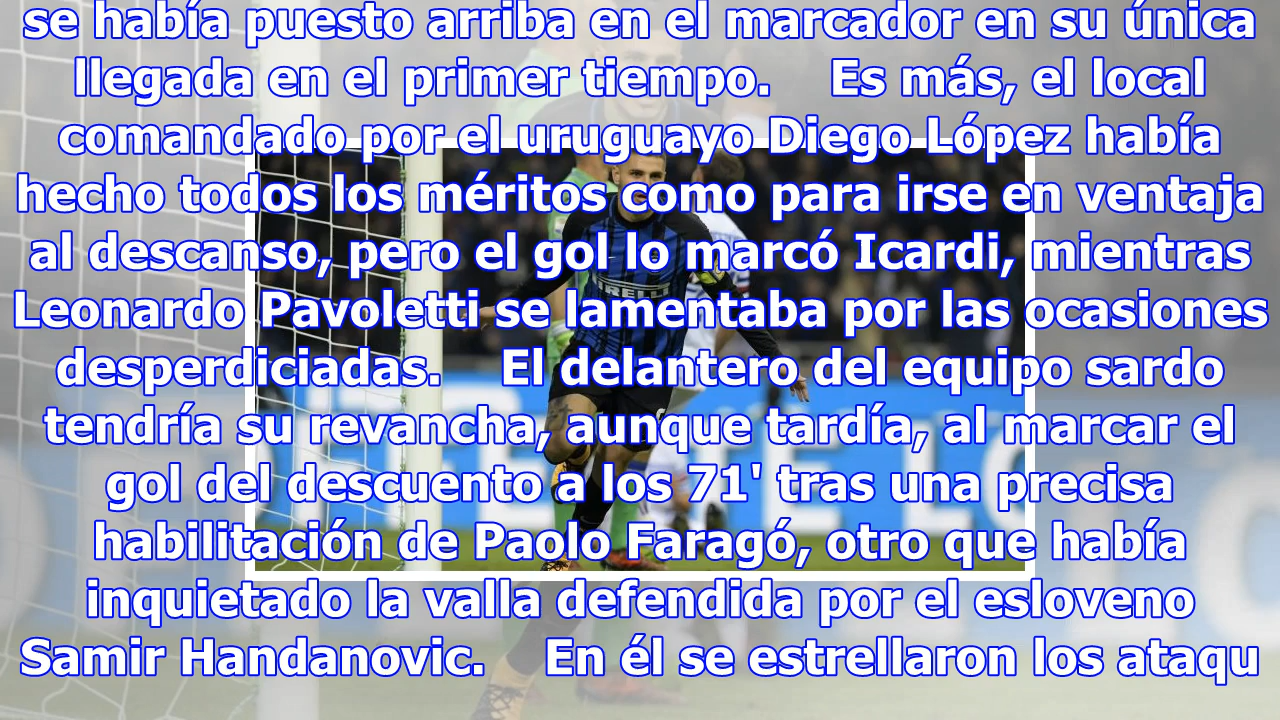 se había puesto arriba en el marcador en su única
llegada en el primer tiempo. Es más, el local
comandado por el uruguayo Diego López había
hecho todos los méritos como para irse en ventaja
al descanso, pero el gol lo marcó Icardi, mientras
Leonardo Pavoletti se lamentaba por las ocasiones
desperdiciadas. El delantero del equipo sardo
tendría su revancha, aunque tardía, al marcar el
gol del descuento a los 71' tras una precisa
habilitación de Paolo Faragó, otro que había
inquietado la valla defendida por el esloveno
Samir Handanovic. En él se estrellaron los ataqu
PIRELLI